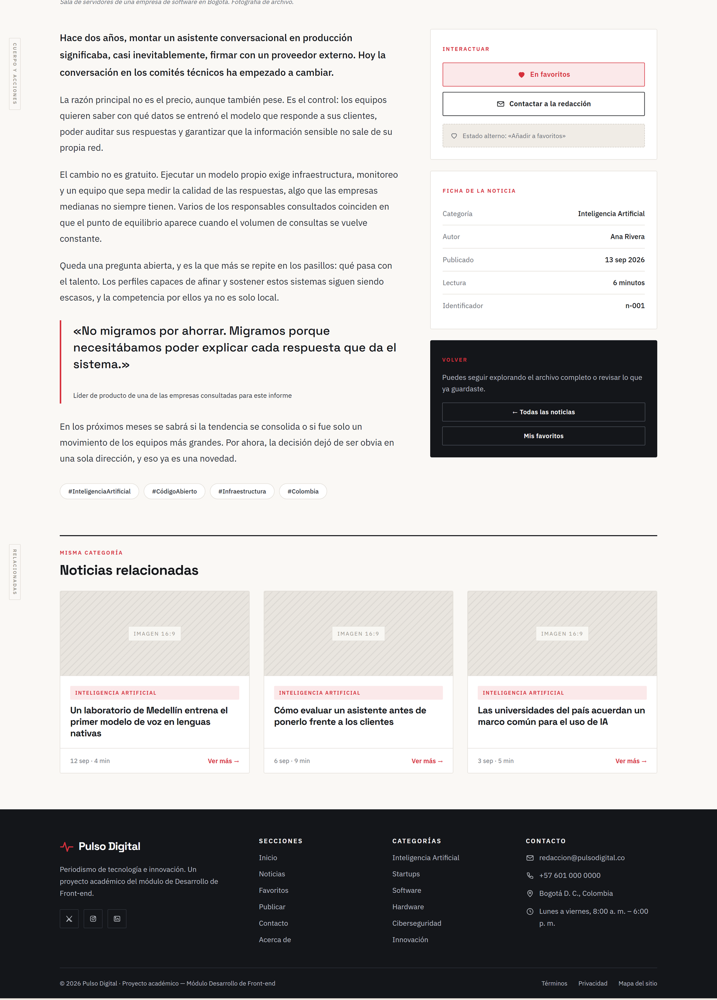 Sala de servidores de una empresa de software en Bogotá. Fotografía de archivo.
CUERPO Y ACCIONES
Hace dos años, montar un asistente conversacional en producción
significaba, casi inevitablemente, firmar con un proveedor externo. Hoy la
conversación en los comités técnicos ha empezado a cambiar.
La razón principal no es el precio, aunque también pese. Es el control: los equipos
quieren saber con qué datos se entrenó el modelo que responde a sus clientes,
poder auditar sus respuestas y garantizar que la información sensible no sale de su
propia red.
El cambio no es gratuito. Ejecutar un modelo propio exige infraestructura, monitoreo
y un equipo que sepa medir la calidad de las respuestas, algo que las empresas
medianas no siempre tienen. Varios de los responsables consultados coinciden en
que el punto de equilibrio aparece cuando el volumen de consultas se vuelve
constante.
Queda una pregunta abierta, y es la que más se repite en los pasillos: qué pasa con
el talento. Los perfiles capaces de afinar y sostener estos sistemas siguen siendo
escasos, y la competencia por ellos ya no es solo local.
«No migramos por ahorrar. Migramos porque
necesitábamos poder explicar cada respuesta que da el
sistema.»
Líder de producto de una de las empresas consultadas para este informe
En los próximos meses se sabrá si la tendencia se consolida o si fue solo un
movimiento de los equipos más grandes. Por ahora, la decisión dejó de ser obvia en
una sola dirección, y eso ya es una novedad.
#InteligenciaArtificial #CódigoAbierto #Infraestructura #Colombia
INTERACTUAR
En favoritos
Contactar a la redacción
Estado alterno: «Añadir a favoritos»
FICHA DE LA NOTICIA
Categoría Inteligencia Artificial
Autor Ana Rivera
Publicado 13 sep 2026
Lectura 6 minutos
Identificador n-001
VOLVER
Puedes seguir explorando el archivo completo o revisar lo que
ya guardaste.
← Todas las noticias
Mis favoritos
RELACIONADAS
MISMA CATEGORÍA
Noticias relacionadas
IMAGEN 16:9
INTELIGENCIA ARTIFICIAL
Un laboratorio de Medellín entrena el
primer modelo de voz en lenguas
nativas
12 sep · 4 min Ver más →
IMAGEN 16:9
INTELIGENCIA ARTIFICIAL
Cómo evaluar un asistente antes de
ponerlo frente a los clientes
6 sep · 9 min Ver más →
IMAGEN 16:9
INTELIGENCIA ARTIFICIAL
Las universidades del país acuerdan un
marco común para el uso de IA
3 sep · 5 min Ver más →
Pulso Digital
Periodismo de tecnología e innovación. Un
proyecto académico del módulo de Desarrollo de
Front-end.
SECCIONES
Inicio
Noticias
Favoritos
Publicar
Contacto
Acerca de
CATEGORÍAS
Inteligencia Artificial
Startups
Software
Hardware
Ciberseguridad
Innovación
CONTACTO
redaccion@pulsodigital.co
+57 601 000 0000
Bogotá D. C., Colombia
Lunes a viernes, 8:00 a. m. – 6:00
p. m.
© 2026 Pulso Digital · Proyecto académico — Módulo Desarrollo de Front-end
Términos Privacidad Mapa del sitio